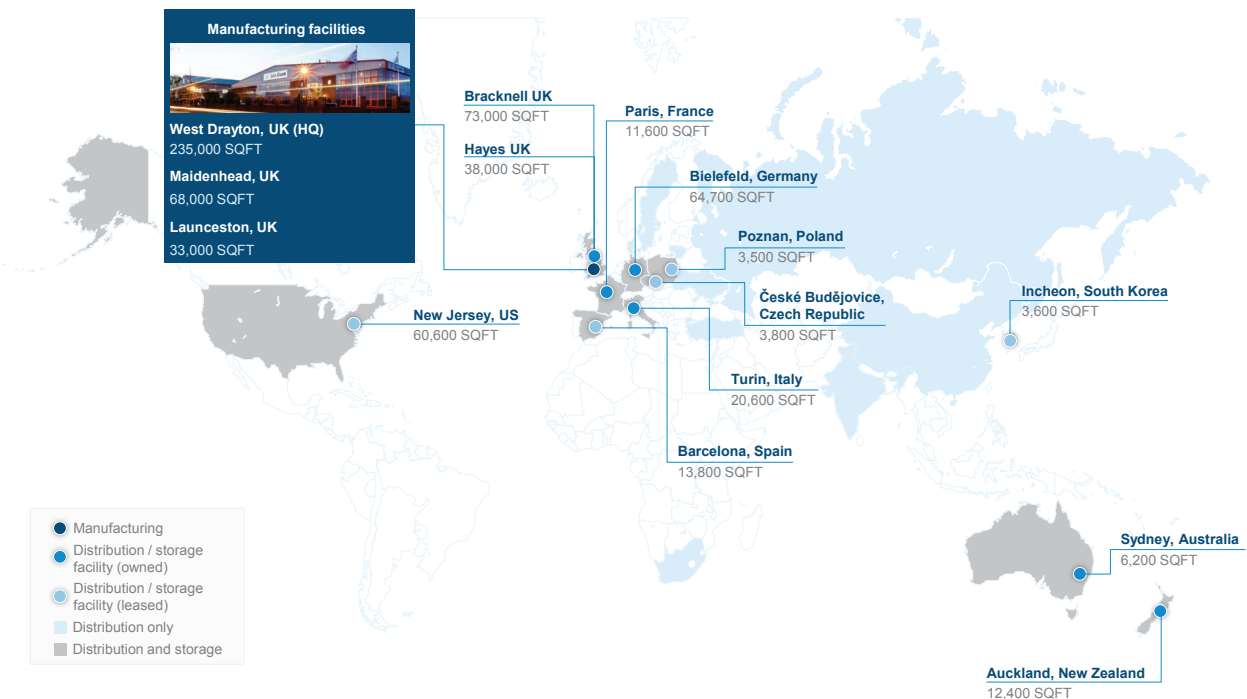 Manufacturing facilities
West Drayton, UK (HQ)
235,000 SQFT
Maidenhead, UK
68,000 SQFT
Launceston, UK
33,000 SQFT
Bracknell UK
73,000 SQFT
Hayes UK
38,000 SQFT
Paris, France
11,600 SQFT
Bielefeld, Germany
64,700 SQFT
Poznan, Poland
3,500 SQFT
České Budějovice,
Czech Republic
3,800 SQFT
Incheon, South Korea
3,600 SQFT
New Jersey, US
60,600 SQFT
Turin, Italy
20,600 SQFT
Barcelona, Spain
13,800 SQFT
Sydney, Australia
6,200 SQFT
Auckland, New Zealand
12,400 SQFT
Manufacturing
Distribution / storage
facility (owned)
Distribution / storage
facility (leased)
Distribution only
Distribution and storage